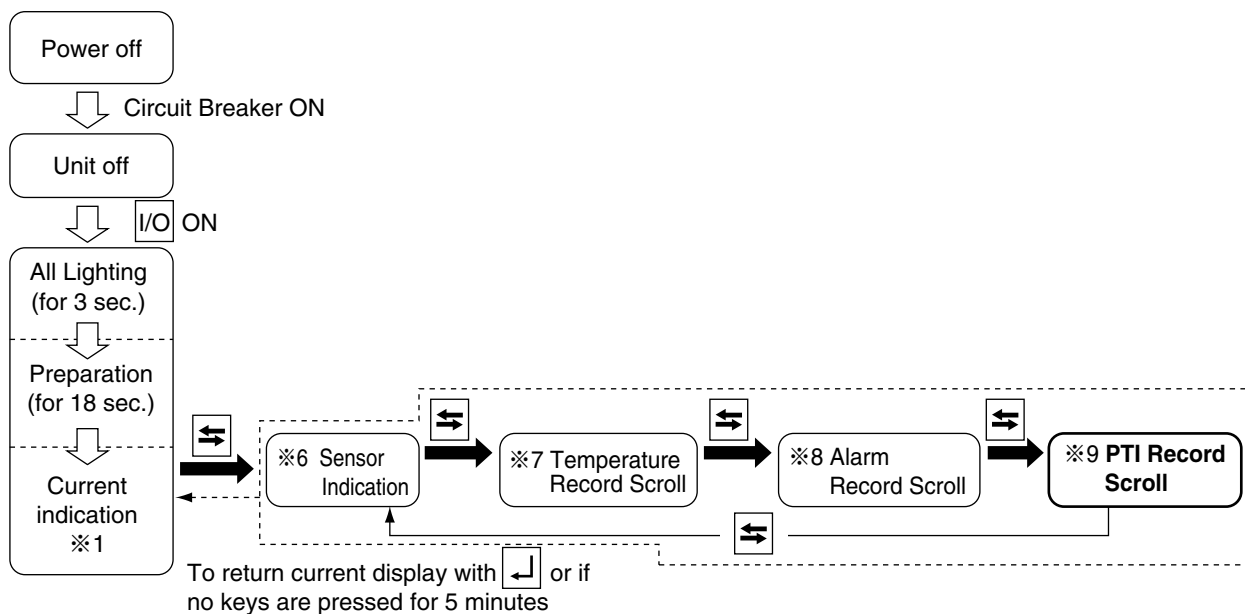 Power off
Circuit Breaker ON
Unit off
I/O ON
All Lighting
(for 3 sec.)
Preparation
(for 18 sec.)
Current
indication
※1
※6 Sensor
Indication
※7 Temperature
Record Scroll
※8 Alarm
Record Scroll
※9 PTI Record
Scroll
To return current display with or if
no keys are pressed for 5 minutes